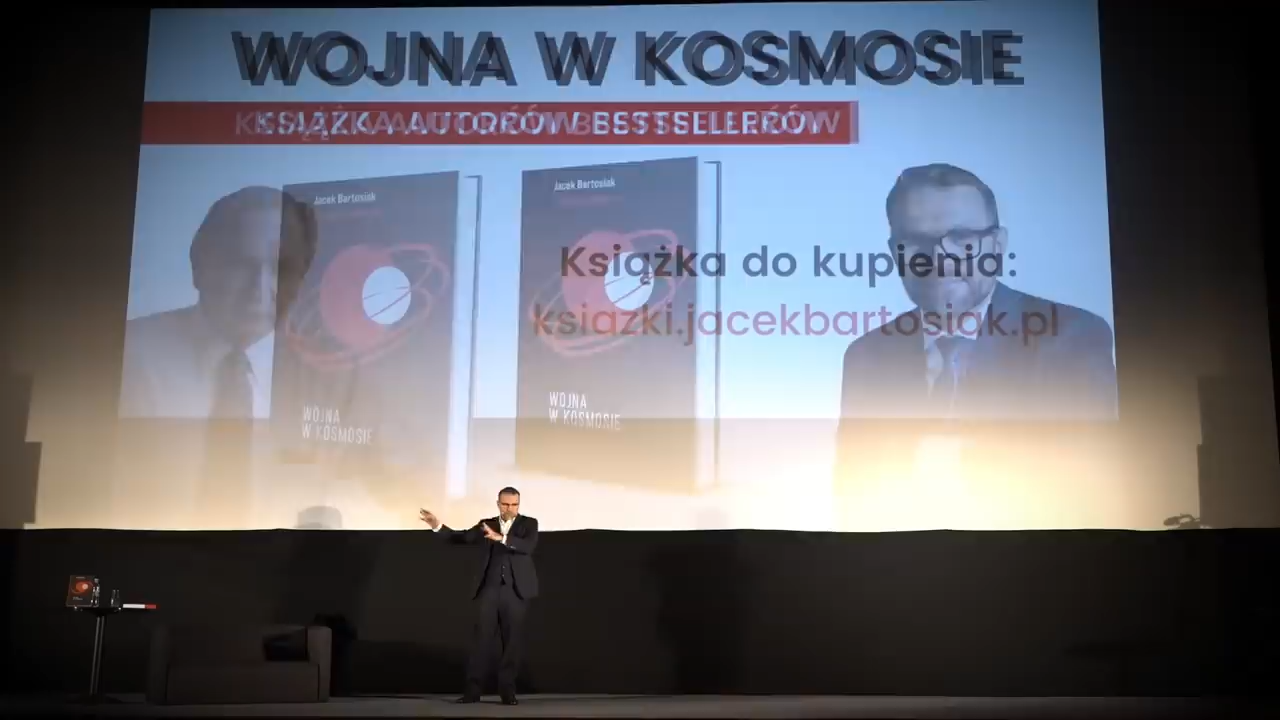 WOJNA W KOSMOSIE
KSIĄŻKA AUTORÓW BESTSELLERÓW
Jacek Bartosiak
Jacek Bartosiak
Książka do kupienia:
ksiazki.jacekbartosiak.pl
WOJNA
W KOSMOSIE
WOJNA
W KOSMOSIE